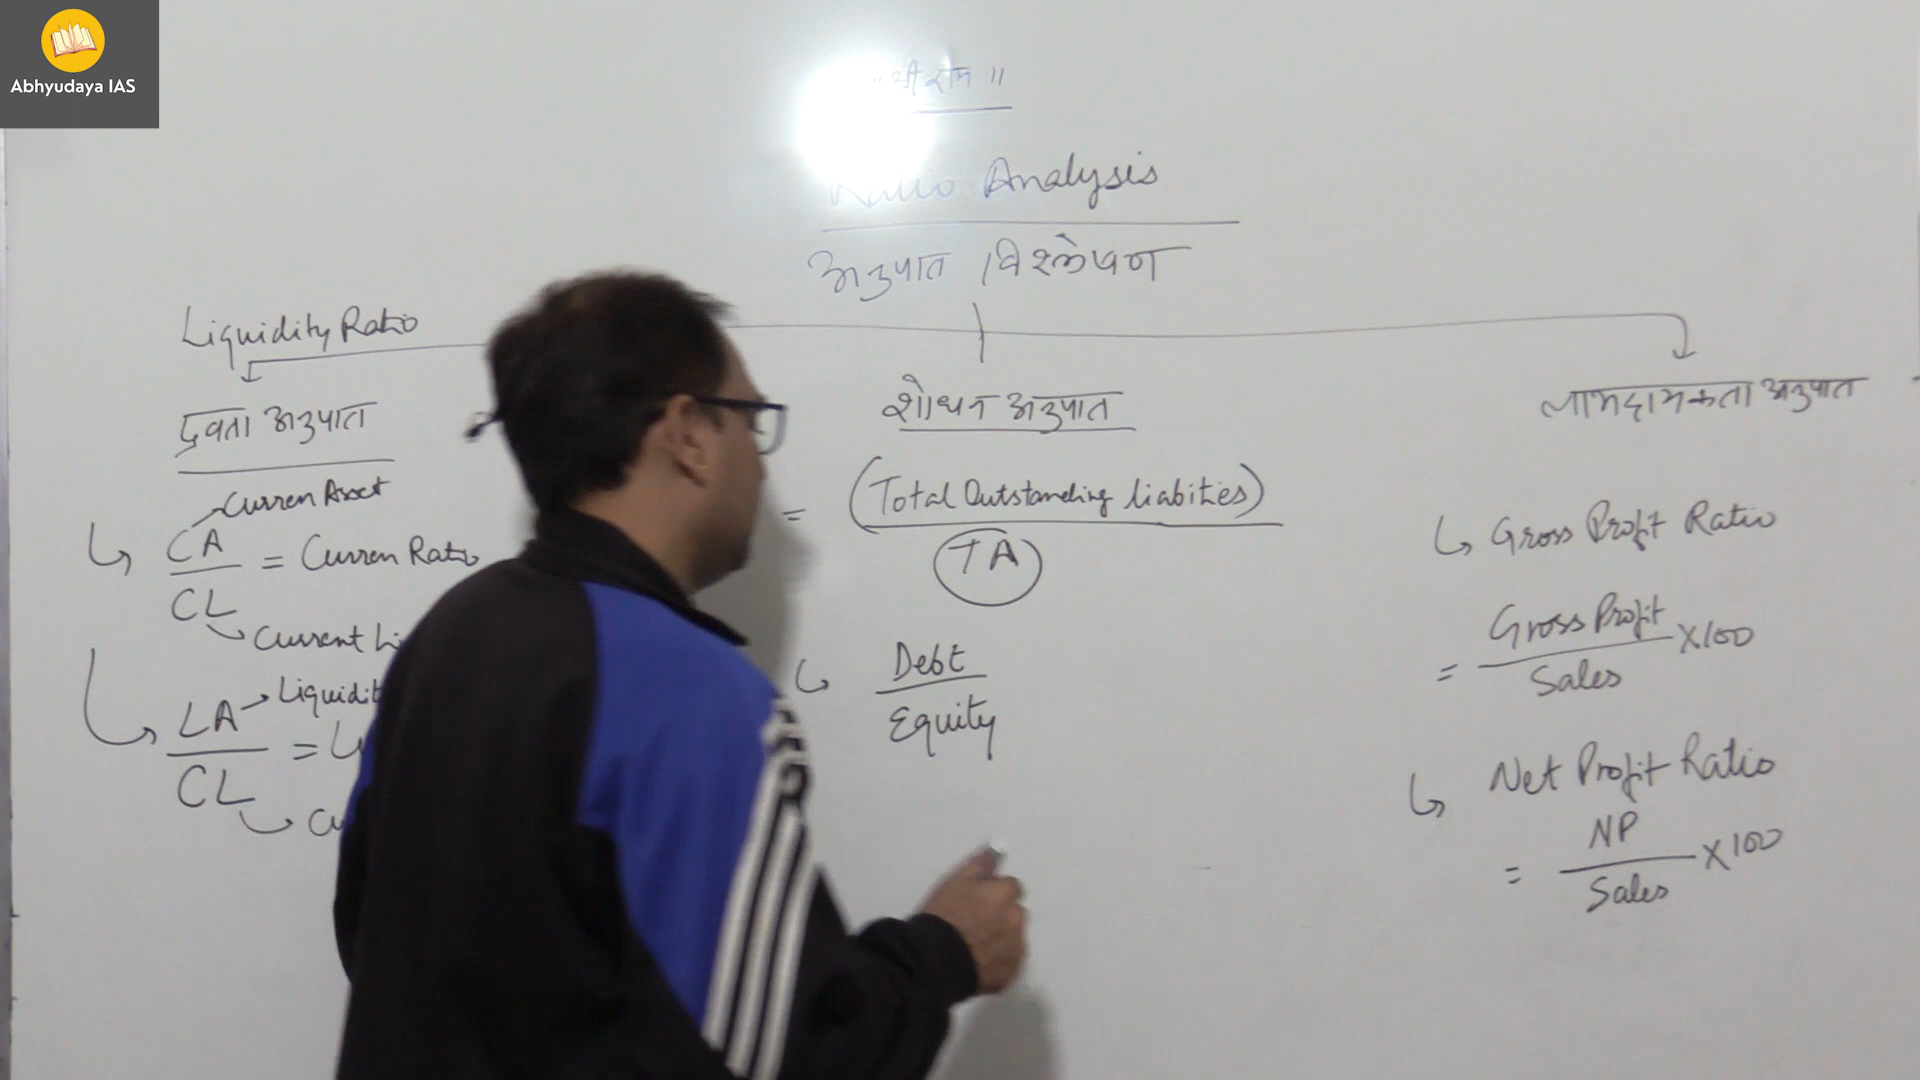 Abhyudaya IAS
श्रीराम ॥
Ratio Analysis
अनुपात विश्लेषण
Liquidity Ratio
द्रवता अनुपात
Curren Asset
CA
CL
= Curren Ratio
Current Li
LA
CL
Liquidit
=
शोधन अनुपात
= (Total Outstanding liabities)
TA
Debt
Equity
लाभदायकता अनुपात
Gross Profit Ratio
= Gross Profit
Sales
X100
Net Profit Ratio
= NP
Sales
X100